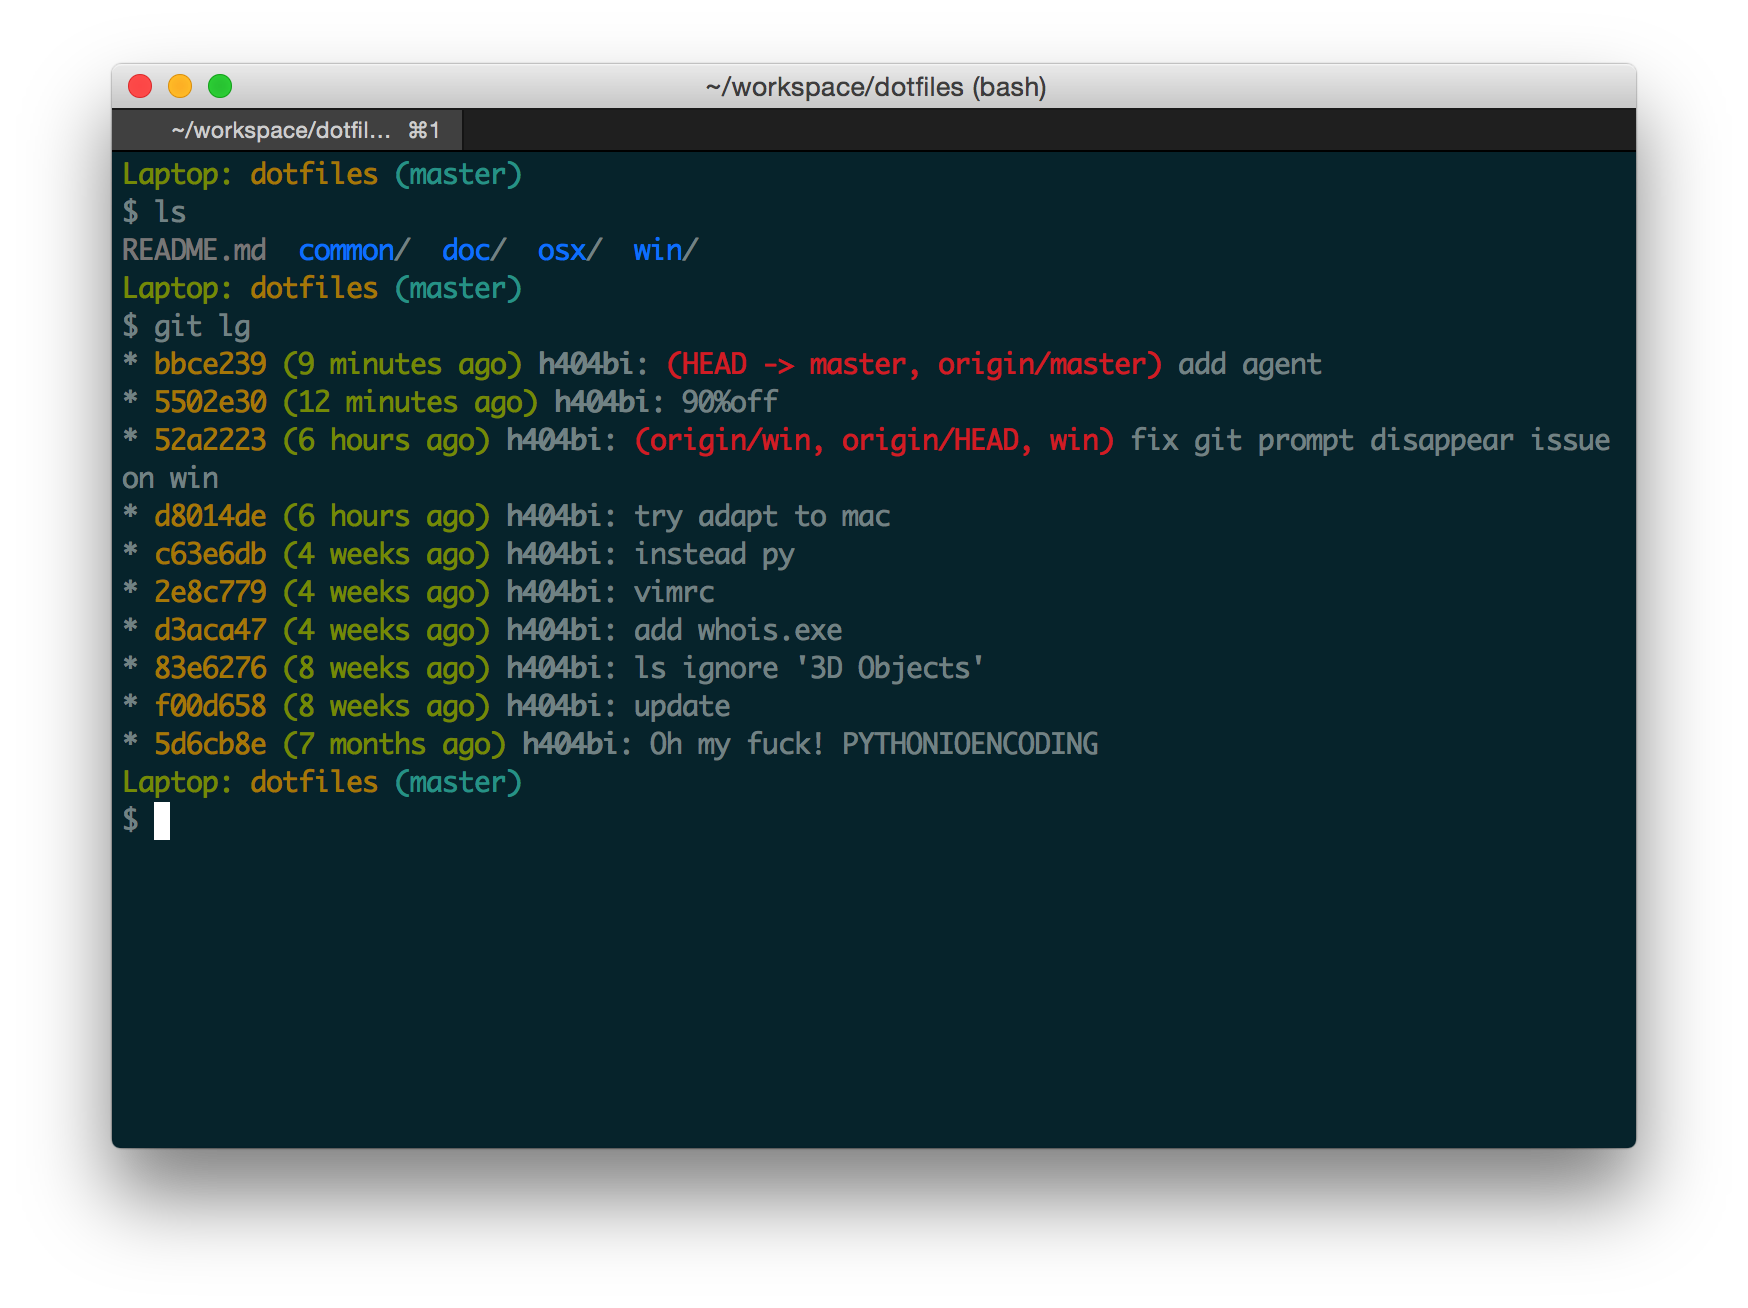 ~/workspace/dotfiles (bash)
~/workspace/dotfil... ⌘1
Laptop: dotfiles (master)
$ ls
README.md  common/  doc/  osx/  win/
Laptop: dotfiles (master)
$ git lg
* bbce239 (9 minutes ago) h404bi: (HEAD -> master, origin/master) add agent
* 5502e30 (12 minutes ago) h404bi: 90%off
* 52a2223 (6 hours ago) h404bi: (origin/win, origin/HEAD, win) fix git prompt disappear issue
on win
* d8014de (6 hours ago) h404bi: try adapt to mac
* c63e6db (4 weeks ago) h404bi: instead py
* 2e8c779 (4 weeks ago) h404bi: vimrc
* d3aca47 (4 weeks ago) h404bi: add whois.exe
* 83e6276 (8 weeks ago) h404bi: ls ignore '3D Objects'
* f00d658 (8 weeks ago) h404bi: update
* 5d6cb8e (7 months ago) h404bi: Oh my fuck! PYTHONIOENCODING
Laptop: dotfiles (master)
$